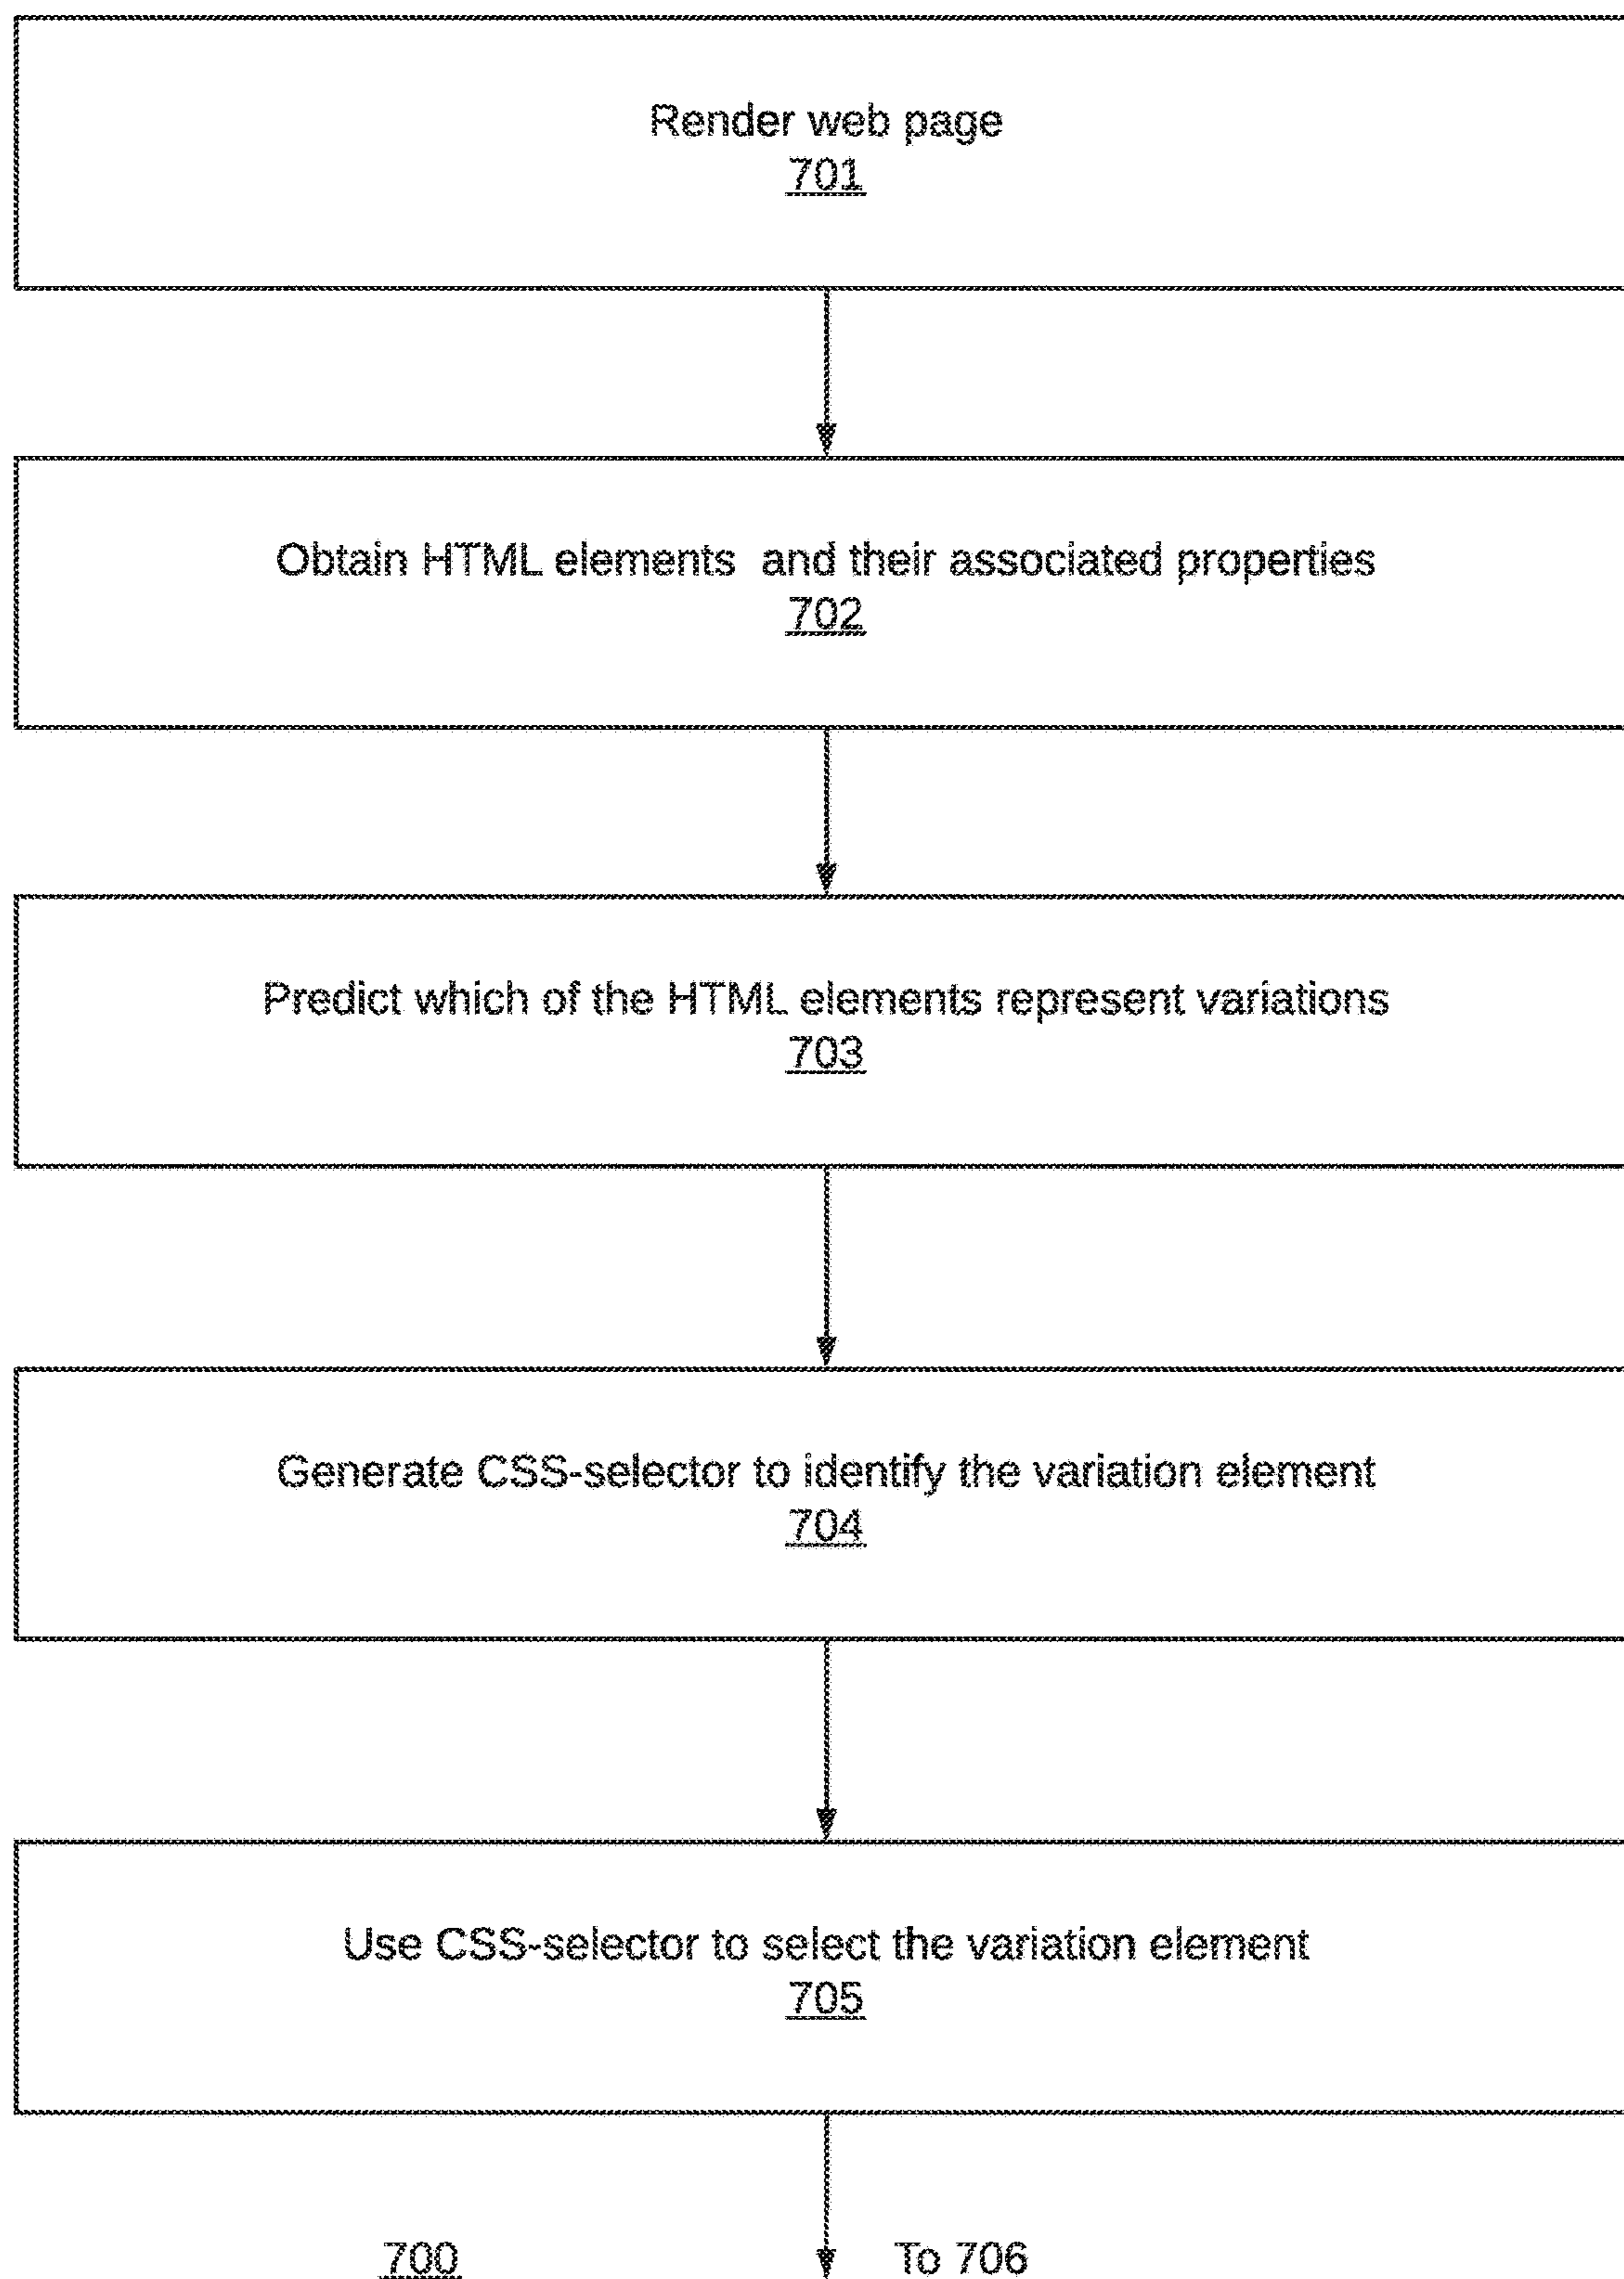 Render web page
701
Obtain HTML elements  and their associated properties
702
Predict which of the HTML elements represent variations
703
Generate CSS-selector to identify the variation element
704
Use CSS-selector to select the variation element
705
700
To 706